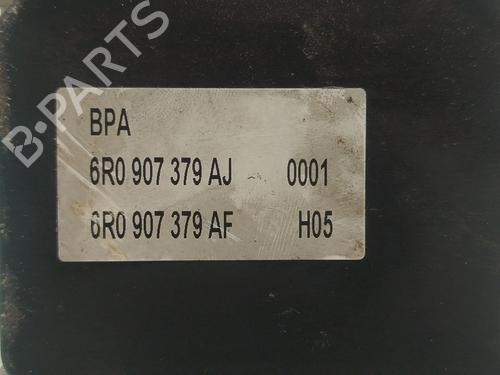 B-PARTS
BPA
6R0 907 379 AJ 0001
6R0 907 379 AF H05